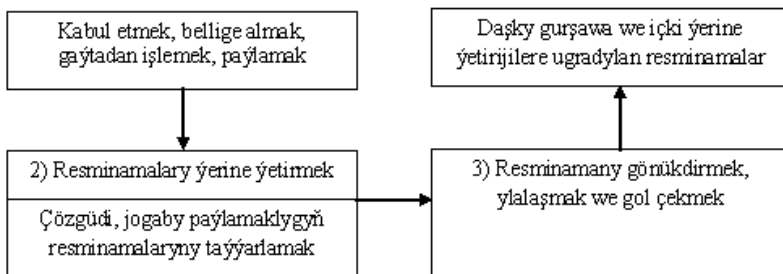 Kabul etmek, bellige almak,
gaýtadan işlemek, paýlamak
Daşky gurşawa we içki ýerine
ýetirijilere ugradylan resminamalar
2) Resminamalary ýerine ýetirmek
Çözgüdi, jogaby paýlamaklygyň
resminamalaryny taýýarlamak
3) Resminamany gönükdirmek,
ylalaşmak we gol çekmek